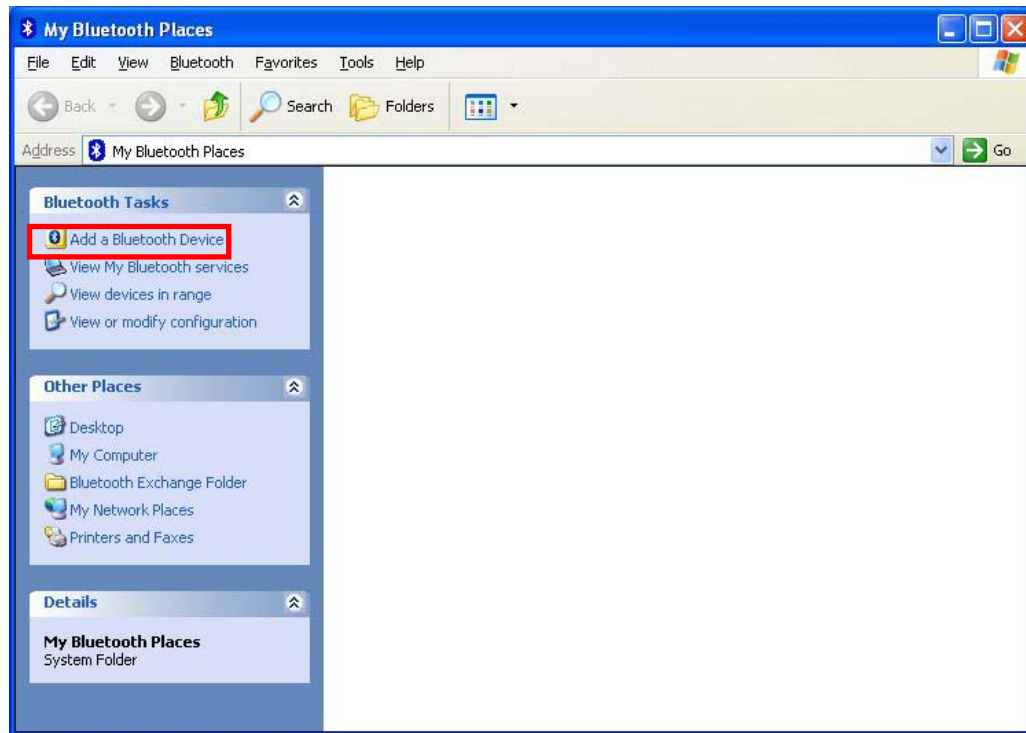 My Bluetooth Places
File Edit View Bluetooth Favorites Tools Help
Back Search Folders
Address My Bluetooth Places Go
Bluetooth Tasks
Add a Bluetooth Device
View My Bluetooth services
View devices in range
View or modify configuration
Other Places
Desktop
My Computer
Bluetooth Exchange Folder
My Network Places
Printers and Faxes
Details
My Bluetooth Places
System Folder